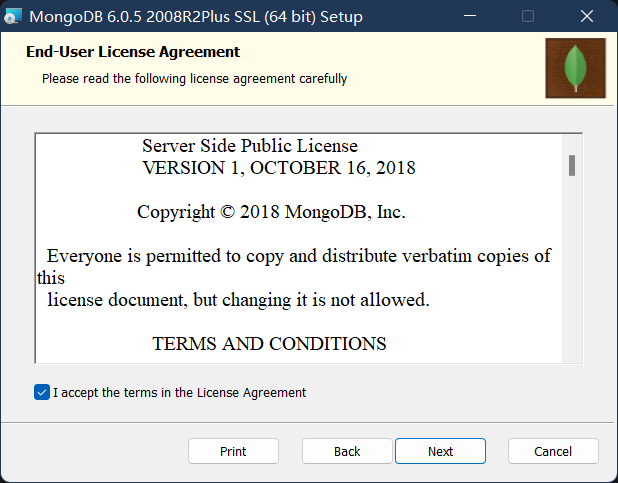 MongoDB 6.0.5 2008R2Plus SSL (64 bit) Setup
End-User License Agreement
Please read the following license agreement carefully
Server Side Public License
VERSION 1, OCTOBER 16, 2018
Copyright © 2018 MongoDB, Inc.
Everyone is permitted to copy and distribute verbatim copies of
this
license document, but changing it is not allowed.
TERMS AND CONDITIONS
I accept the terms in the License Agreement
Print
Back
Next
Cancel